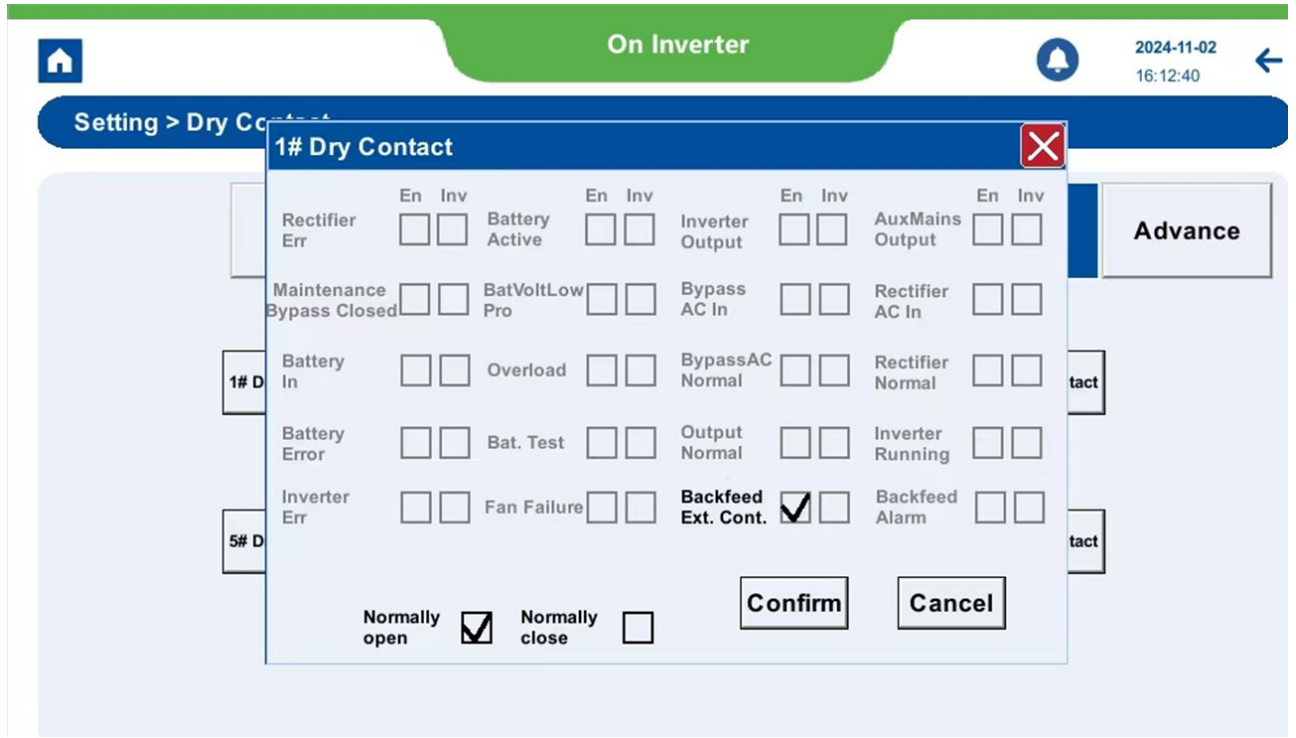 On Inverter
2024-11-02
16:12:40
Setting > Dry Contact
1# Dry Contact
En Inv En Inv En Inv En Inv
Rectifier
Err
Battery
Active
Inverter
Output
AuxMains
Output
Advance
Maintenance
Bypass Closed
BatVoltLow
Pro
Bypass
AC In
Rectifier
AC In
Battery
In
Overload
BypassAC
Normal
Rectifier
Normal
1# D
tact
Battery
Error
Bat. Test
Output
Normal
Inverter
Running
Inverter
Err
Fan Failure
Backfeed
Ext. Cont.
Backfeed
Alarm
5# D
tact
Normally
open
Normally
close
Confirm
Cancel